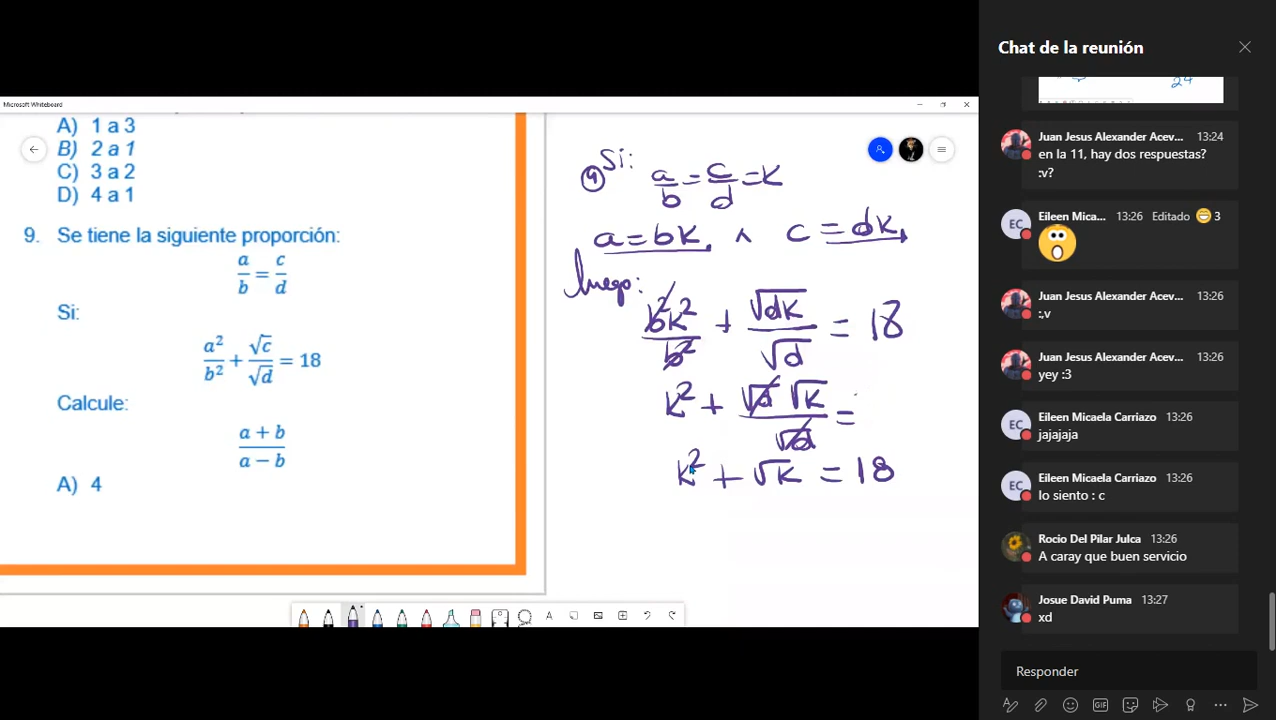 Microsoft Whiteboard
A) 1 a 3
B) 2 a 1
C) 3 a 2
D) 4 a 1
9. Se tiene la siguiente proporción:
a/b = c/d
Si:
a²/b² + √c/√d = 18
Calcule:
a + b / a − b
A) 4
9 Si: a/b = c/d = K
a = bK ∧ c = dK
luego:
b²K²/b² + √dK/√d = 18
K² + √d √K/√d =
K² + √K = 18
Chat de la reunión
24
Juan Jesus Alexander Acev... 13:24
en la 11, hay dos respuestas?
:v?
EC Eileen Mica... 13:26 Editado 3
Juan Jesus Alexander Acev... 13:26
:,v
Juan Jesus Alexander Acev... 13:26
yey :3
EC Eileen Micaela Carriazo 13:26
jajajaja
EC Eileen Micaela Carriazo 13:26
lo siento : c
Rocio Del Pilar Julca 13:26
A caray que buen servicio
Josue David Puma 13:27
xd
Responder
A GIF